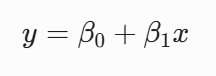 y = β₀ + β₁x